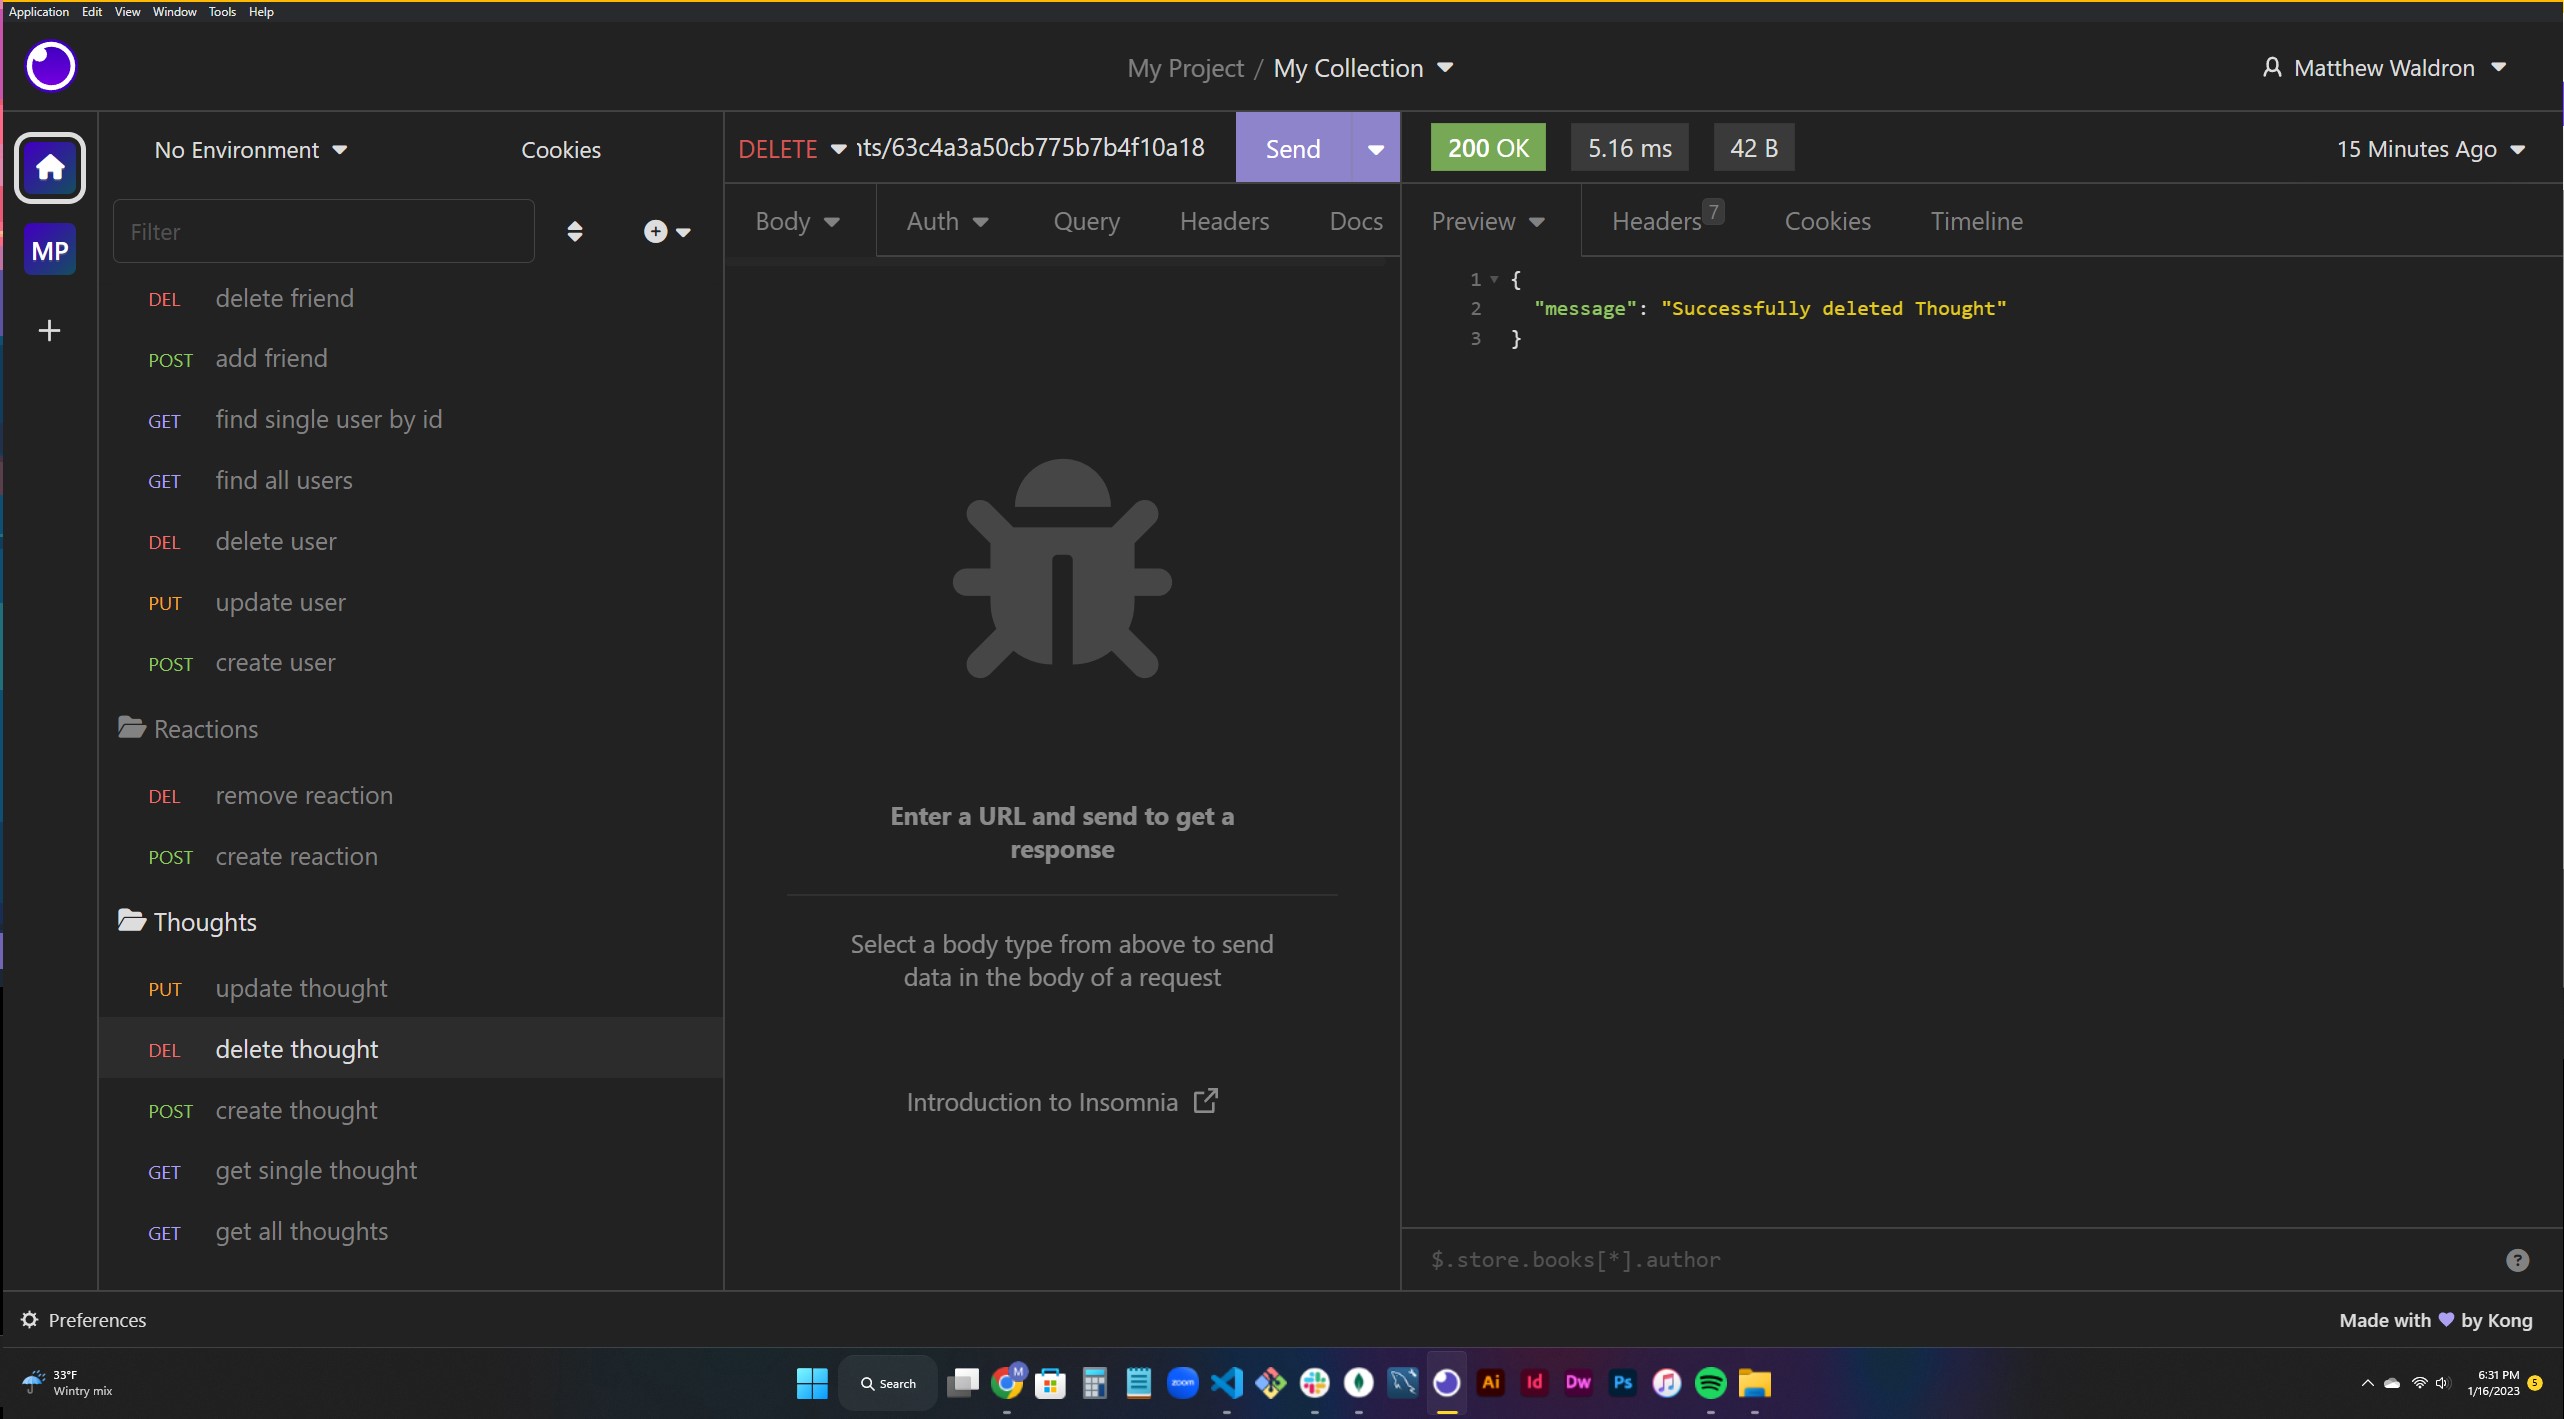 Application Edit View Window Tools Help
My Project / My Collection
Matthew Waldron
No Environment
Cookies
DELETE
nts/63c4a3a50cb775b7b4f10a18
Send
200 OK
5.16 ms
42 B
15 Minutes Ago
MP
Filter
Body
Auth
Query
Headers
Docs
Preview
Headers 7
Cookies
Timeline
DEL delete friend
POST add friend
GET find single user by id
GET find all users
DEL delete user
PUT update user
POST create user
Reactions
DEL remove reaction
POST create reaction
Thoughts
PUT update thought
DEL delete thought
POST create thought
GET get single thought
GET get all thoughts
Enter a URL and send to get a
response
Select a body type from above to send
data in the body of a request
Introduction to Insomnia
1 {
2 "message": "Successfully deleted Thought"
3 }
$.store.books[*].author
?
Preferences
Made with 💜 by Kong
33°F
Wintry mix
Search
M
zoom
Ai
Id
Dw
Ps
6:31 PM
1/16/2023
5